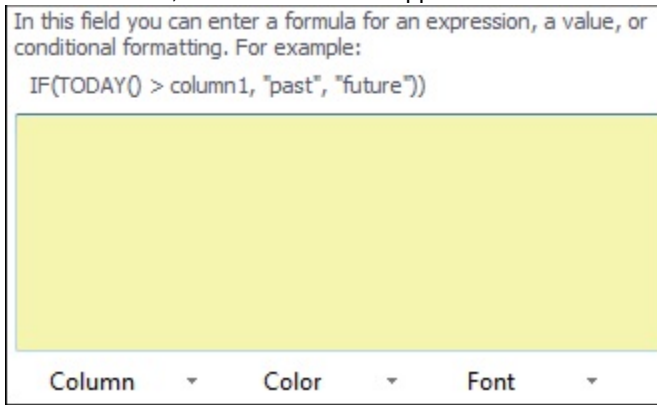 In this field you can enter a formula for an expression, a value, or
conditional formatting. For example:
IF(TODAY() > column1, "past", "future"))
Column
Color
Font